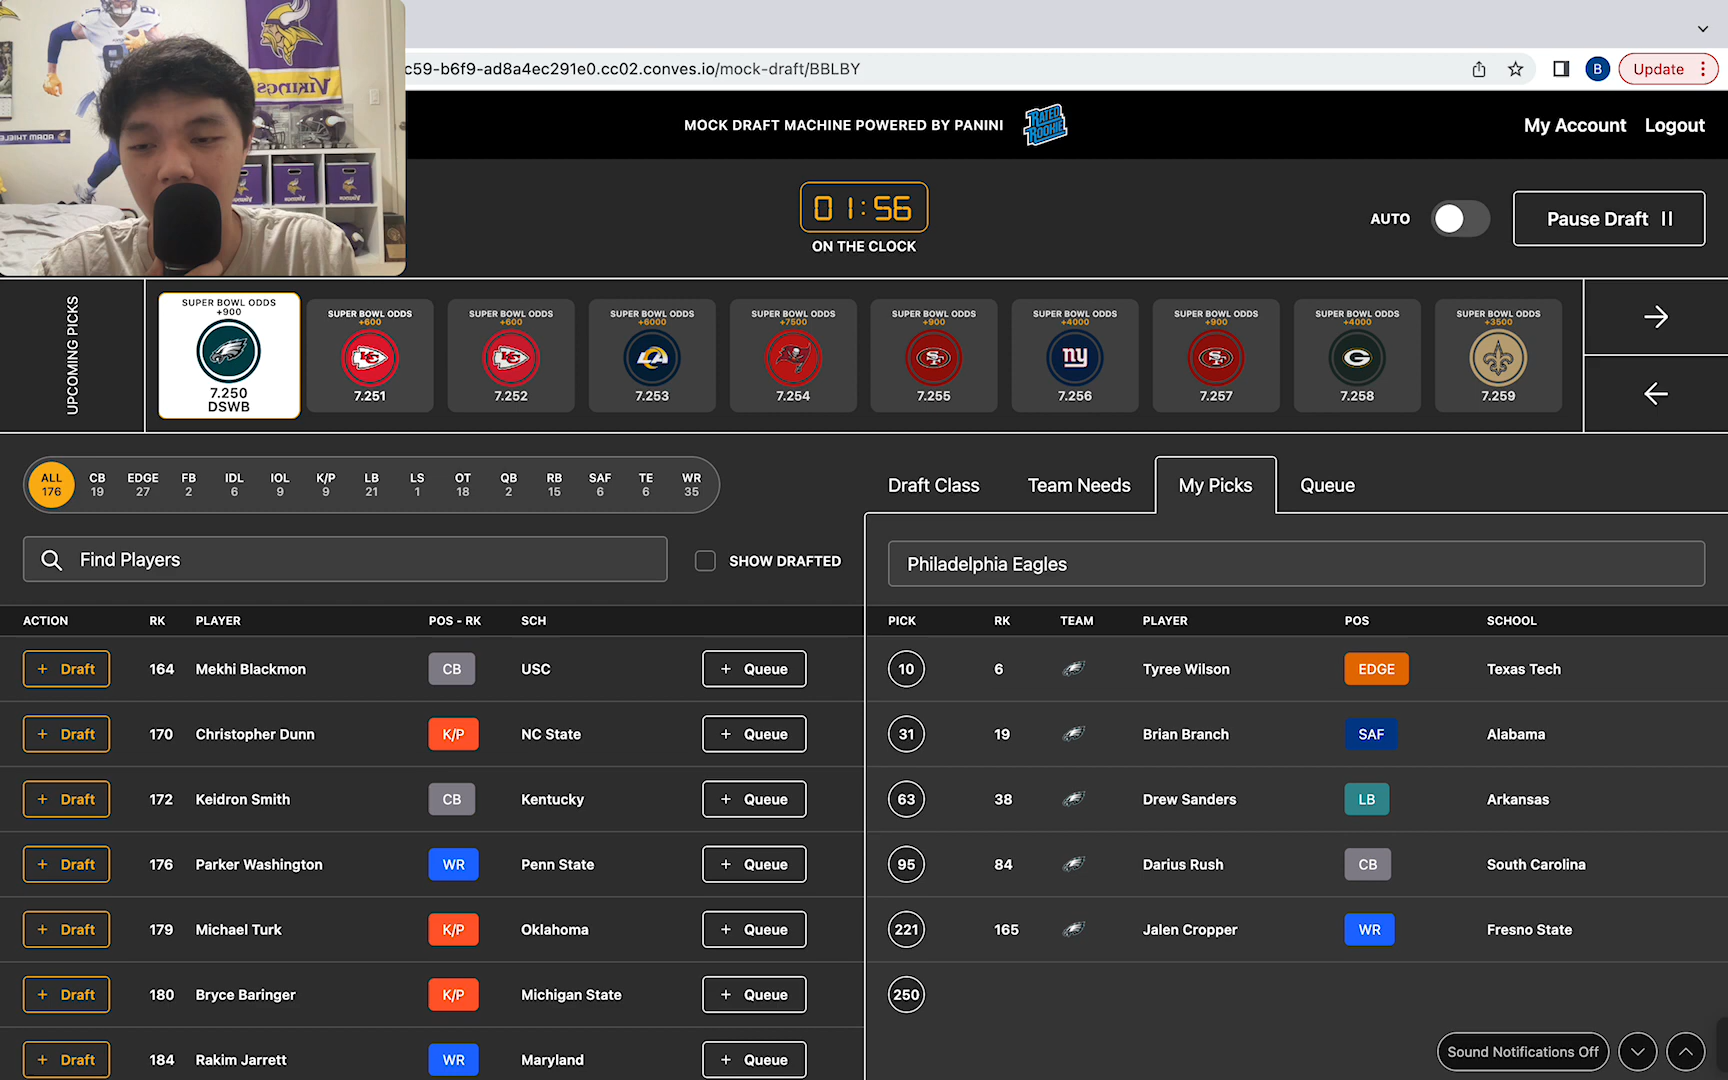 VIKINGS
ADAM THIELEN
c59-b6f9-ad8a4ec291e0.cc02.conves.io/mock-draft/BBLBY
B
Update
MOCK DRAFT MACHINE POWERED BY PANINI
RATED ROOKIE
My Account
Logout
01:56
ON THE CLOCK
AUTO
Pause Draft
UPCOMING PICKS
SUPER BOWL ODDS
+900
7.250
DSWB
SUPER BOWL ODDS
+600
7.251
SUPER BOWL ODDS
+600
7.252
SUPER BOWL ODDS
+6000
7.253
SUPER BOWL ODDS
+7500
7.254
SUPER BOWL ODDS
+900
SF
7.255
SUPER BOWL ODDS
+4000
ny
7.256
SUPER BOWL ODDS
+900
SF
7.257
SUPER BOWL ODDS
+4000
G
7.258
SUPER BOWL ODDS
+3500
7.259
ALL 176
CB 19
EDGE 27
FB 2
IDL 6
IOL 9
K/P 9
LB 21
LS 1
OT 18
QB 2
RB 15
SAF 6
TE 6
WR 35
Find Players
SHOW DRAFTED
ACTION RK PLAYER POS - RK SCH
+ Draft 164 Mekhi Blackmon CB USC + Queue
+ Draft 170 Christopher Dunn K/P NC State + Queue
+ Draft 172 Keidron Smith CB Kentucky + Queue
+ Draft 176 Parker Washington WR Penn State + Queue
+ Draft 179 Michael Turk K/P Oklahoma + Queue
+ Draft 180 Bryce Baringer K/P Michigan State + Queue
+ Draft 184 Rakim Jarrett WR Maryland + Queue
Draft Class
Team Needs
My Picks
Queue
Philadelphia Eagles
PICK RK TEAM PLAYER POS SCHOOL
10 6 Tyree Wilson EDGE Texas Tech
31 19 Brian Branch SAF Alabama
63 38 Drew Sanders LB Arkansas
95 84 Darius Rush CB South Carolina
221 165 Jalen Cropper WR Fresno State
250
Sound Notifications Off